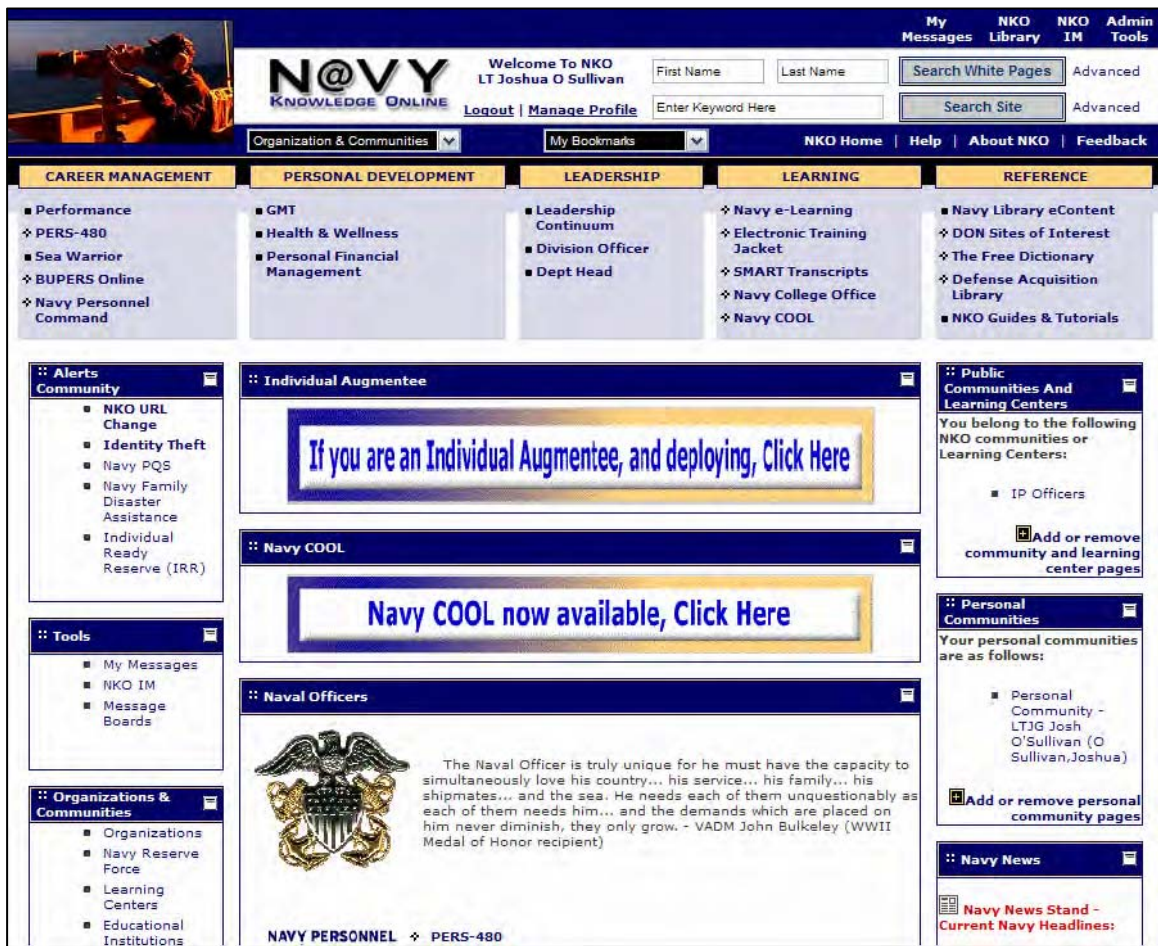 My Messages
NKO Library
NKO IM
Admin Tools
N@VY
KNOWLEDGE ONLINE
Welcome To NKO
LT Joshua O Sullivan
Logout | Manage Profile
First Name
Last Name
Search White Pages
Advanced
Enter Keyword Here
Search Site
Advanced
Organization & Communities
My Bookmarks
NKO Home | Help | About NKO | Feedback
CAREER MANAGEMENT
Performance
PERS-480
Sea Warrior
BUPERS Online
Navy Personnel
Command
PERSONAL DEVELOPMENT
GMT
Health & Wellness
Personal Financial
Management
LEADERSHIP
Leadership
Continuum
Division Officer
Dept Head
LEARNING
Navy e-Learning
Electronic Training
Jacket
SMART Transcripts
Navy College Office
Navy COOL
REFERENCE
Navy Library eContent
DON Sites of Interest
The Free Dictionary
Defense Acquisition
Library
NKO Guides & Tutorials
:: Alerts
Community
NKO URL
Change
Identity Theft
Navy PQS
Navy Family
Disaster
Assistance
Individual
Ready
Reserve (IRR)
:: Tools
My Messages
NKO IM
Message
Boards
:: Organizations &
Communities
Organizations
Navy Reserve
Force
Learning
Centers
Educational
Institutions
:: Individual Augmentee
If you are an Individual Augmentee, and deploying, Click Here
:: Navy COOL
Navy COOL now available, Click Here
:: Naval Officers
The Naval Officer is truly unique for he must have the capacity to
simultaneously love his country... his service... his family... his
shipmates... and the sea. He needs each of them unquestionably as
each of them needs him... and the demands which are placed on
him never diminish, they only grow. - VADM John Bulkeley (WWII
Medal of Honor recipient)
NAVY PERSONNEL PERS-480
:: Public
Communities And
Learning Centers
You belong to the following
NKO communities or
Learning Centers:
IP Officers
Add or remove
community and learning
center pages
:: Personal
Communities
Your personal communities
are as follows:
Personal
Community -
LTJG Josh
O'Sullivan (O
Sullivan,Joshua)
Add or remove personal
community pages
:: Navy News
Navy News Stand -
Current Navy Headlines: